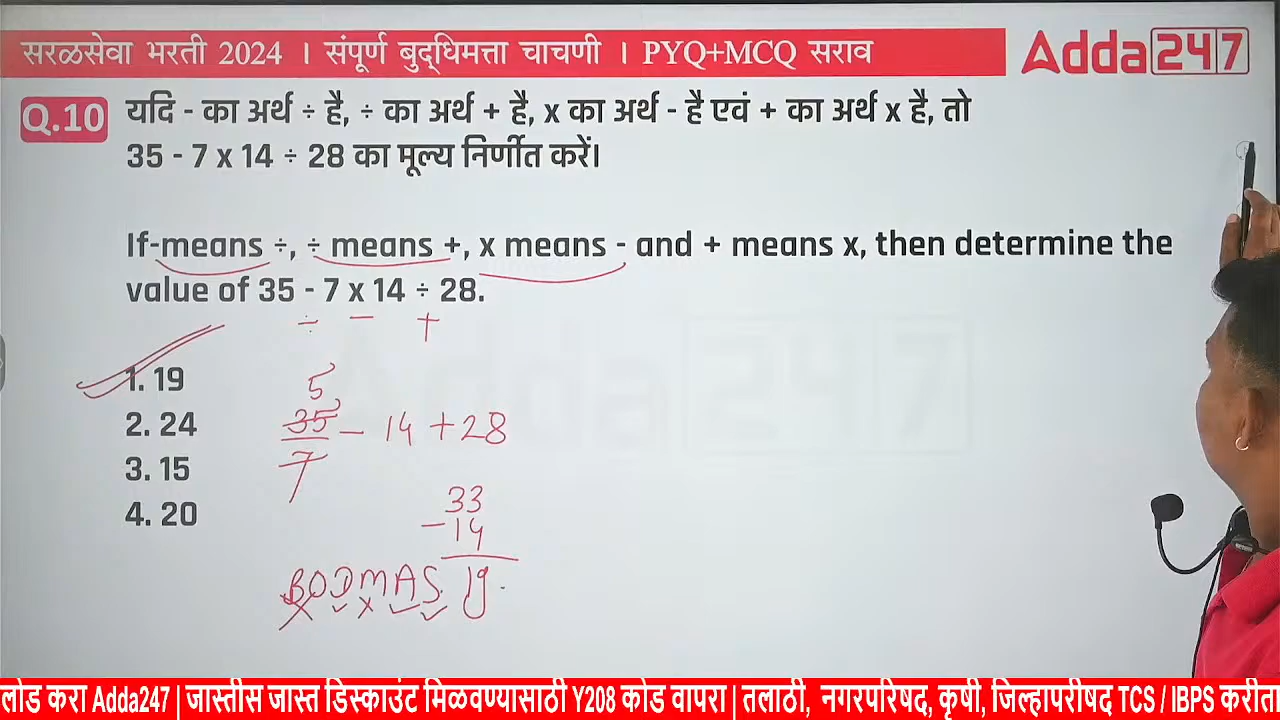 सरळसेवा भरती 2024 । संपूर्ण बुद्धिमत्ता चाचणी । PYQ+MCQ सराव
Adda247
Q.10 यदि - का अर्थ ÷ है, ÷ का अर्थ + है, x का अर्थ - है एवं + का अर्थ x है, तो
35 - 7 x 14 ÷ 28 का मूल्य निर्णीत करें।
If-means ÷, ÷ means +, x means - and + means x, then determine the
value of 35 - 7 x 14 ÷ 28.
÷ − +
1. 19
2. 24
3. 15
4. 20
5
35 − 14 + 28
7
33
− 14
19
BODMAS
Adda247
लोड करा Adda247 | जास्तीस जास्त डिस्काउंट मिळवण्यासाठी Y208 कोड वापरा | तलाठी, नगरपरिषद, कृषी, जिल्हापरीषद TCS / IBPS करीता